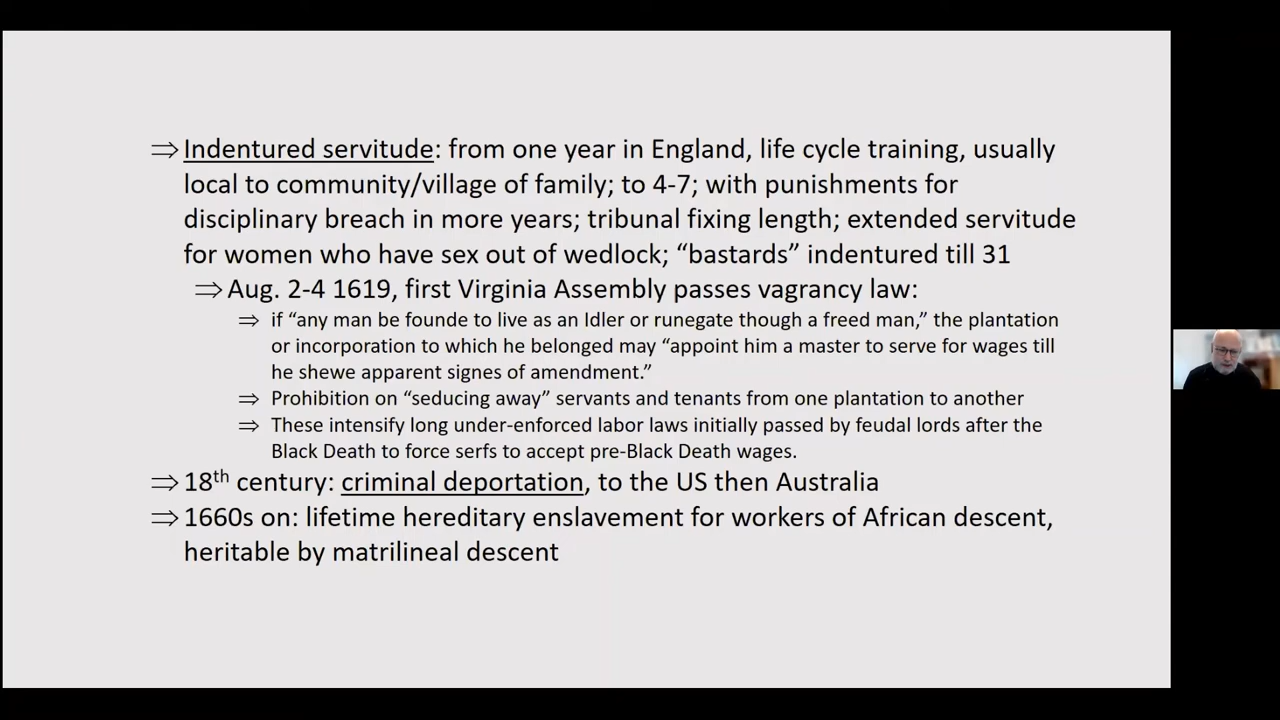 ⇒ Indentured servitude: from one year in England, life cycle training, usually
local to community/village of family; to 4-7; with punishments for
disciplinary breach in more years; tribunal fixing length; extended servitude
for women who have sex out of wedlock; “bastards” indentured till 31
⇒ Aug. 2-4 1619, first Virginia Assembly passes vagrancy law:
⇒ if “any man be founde to live as an Idler or runegate though a freed man,” the plantation
or incorporation to which he belonged may “appoint him a master to serve for wages till
he shewe apparent signes of amendment.”
⇒ Prohibition on “seducing away” servants and tenants from one plantation to another
⇒ These intensify long under-enforced labor laws initially passed by feudal lords after the
Black Death to force serfs to accept pre-Black Death wages.
⇒ 18th century: criminal deportation, to the US then Australia
⇒ 1660s on: lifetime hereditary enslavement for workers of African descent,
heritable by matrilineal descent